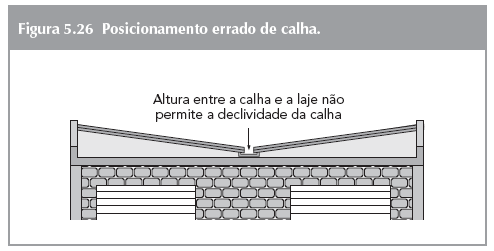 Figura 5.26 Posicionamento errado de calha.
Altura entre a calha e a laje não
permite a declividade da calha